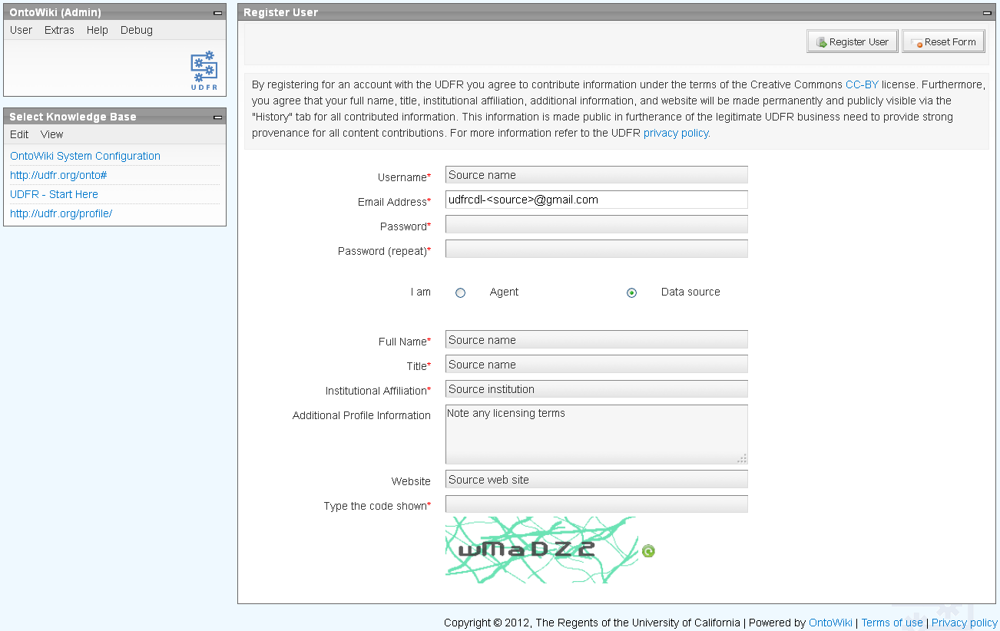 OntoWiki (Admin)
User Extras Help Debug
UDFR
Select Knowledge Base
Edit View
OntoWiki System Configuration
http://udfr.org/onto#
UDFR - Start Here
http://udfr.org/profile/
Register User
Register User Reset Form
By registering for an account with the UDFR you agree to contribute information under the terms of the Creative Commons CC-BY license. Furthermore,
you agree that your full name, title, institutional affiliation, additional information, and website will be made permanently and publicly visible via the
"History" tab for all contributed information. This information is made public in furtherance of the legitimate UDFR business need to provide strong
provenance for all content contributions. For more information refer to the UDFR privacy policy.
Username* Source name
Email Address* udfrcdl-<source>@gmail.com
Password*
Password (repeat)*
I am Agent Data source
Full Name* Source name
Title* Source name
Institutional Affiliation* Source institution
Additional Profile Information Note any licensing terms
Website Source web site
Type the code shown*
wMaDZ2
Copyright © 2012, The Regents of the University of California | Powered by OntoWiki | Terms of use | Privacy policy